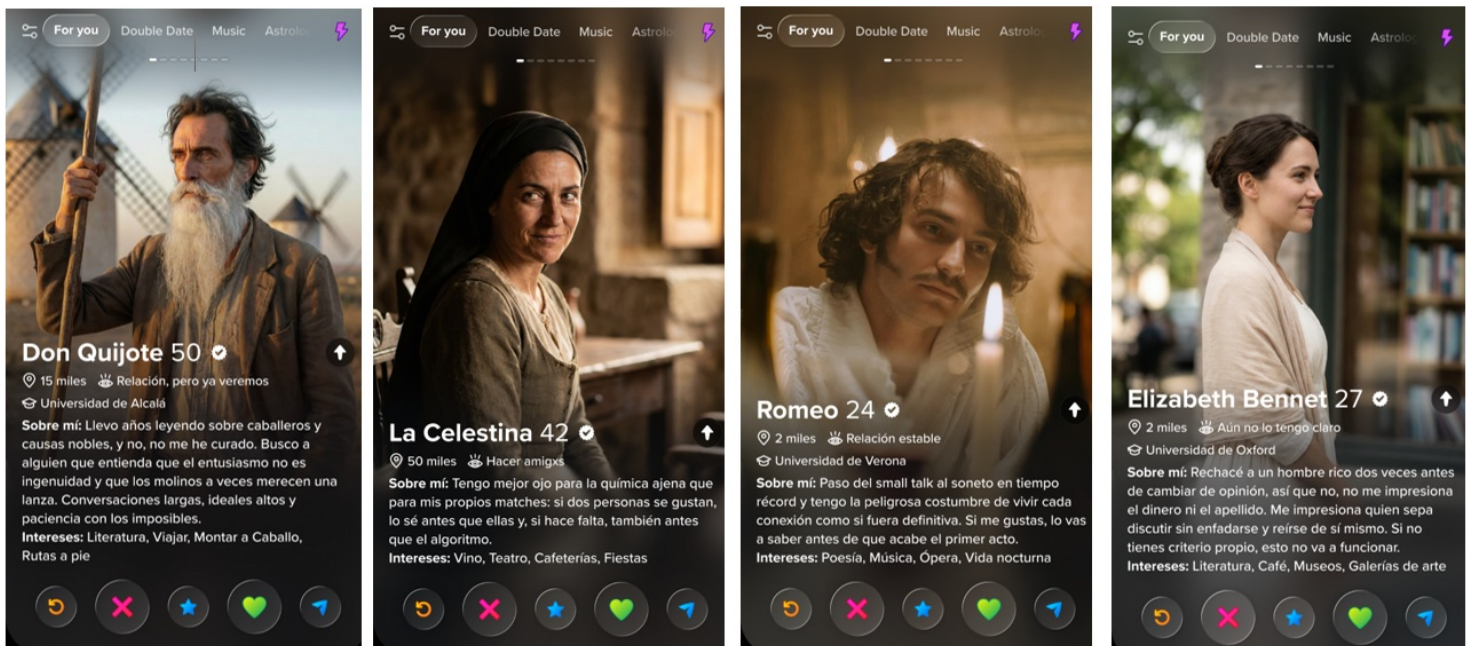 For you Double Date Music Astrolo
Don Quijote 50
15 miles Relación, pero ya veremos
Universidad de Alcalá
Sobre mí: Llevo años leyendo sobre caballeros y
causas nobles, y no, no me he curado. Busco a
alguien que entienda que el entusiasmo no es
ingenuidad y que los molinos a veces merecen una
lanza. Conversaciones largas, ideales altos y
paciencia con los imposibles.
Intereses: Literatura, Viajar, Montar a Caballo,
Rutas a pie
For you Double Date Music Astrolo
La Celestina 42
50 miles Hacer amigxs
Sobre mí: Tengo mejor ojo para la química ajena que
para mis propios matches: si dos personas se gustan,
lo sé antes que ellas y, si hace falta, también antes
que el algoritmo.
Intereses: Vino, Teatro, Cafeterías, Fiestas
For you Double Date Music Astrolo
Romeo 24
2 miles Relación estable
Universidad de Verona
Sobre mí: Paso del small talk al soneto en tiempo
récord y tengo la peligrosa costumbre de vivir cada
conexión como si fuera definitiva. Si me gustas, lo vas
a saber antes de que acabe el primer acto.
Intereses: Poesía, Música, Ópera, Vida nocturna
For you Double Date Music Astrolo
Elizabeth Bennet 27
2 miles Aún no lo tengo claro
Universidad de Oxford
Sobre mí: Rechacé a un hombre rico dos veces antes
de cambiar de opinión, así que no, no me impresiona
el dinero ni el apellido. Me impresiona quien sepa
discutir sin enfadarse y reírse de sí mismo. Si no
tienes criterio propio, esto no va a funcionar.
Intereses: Literatura, Café, Museos, Galerías de arte